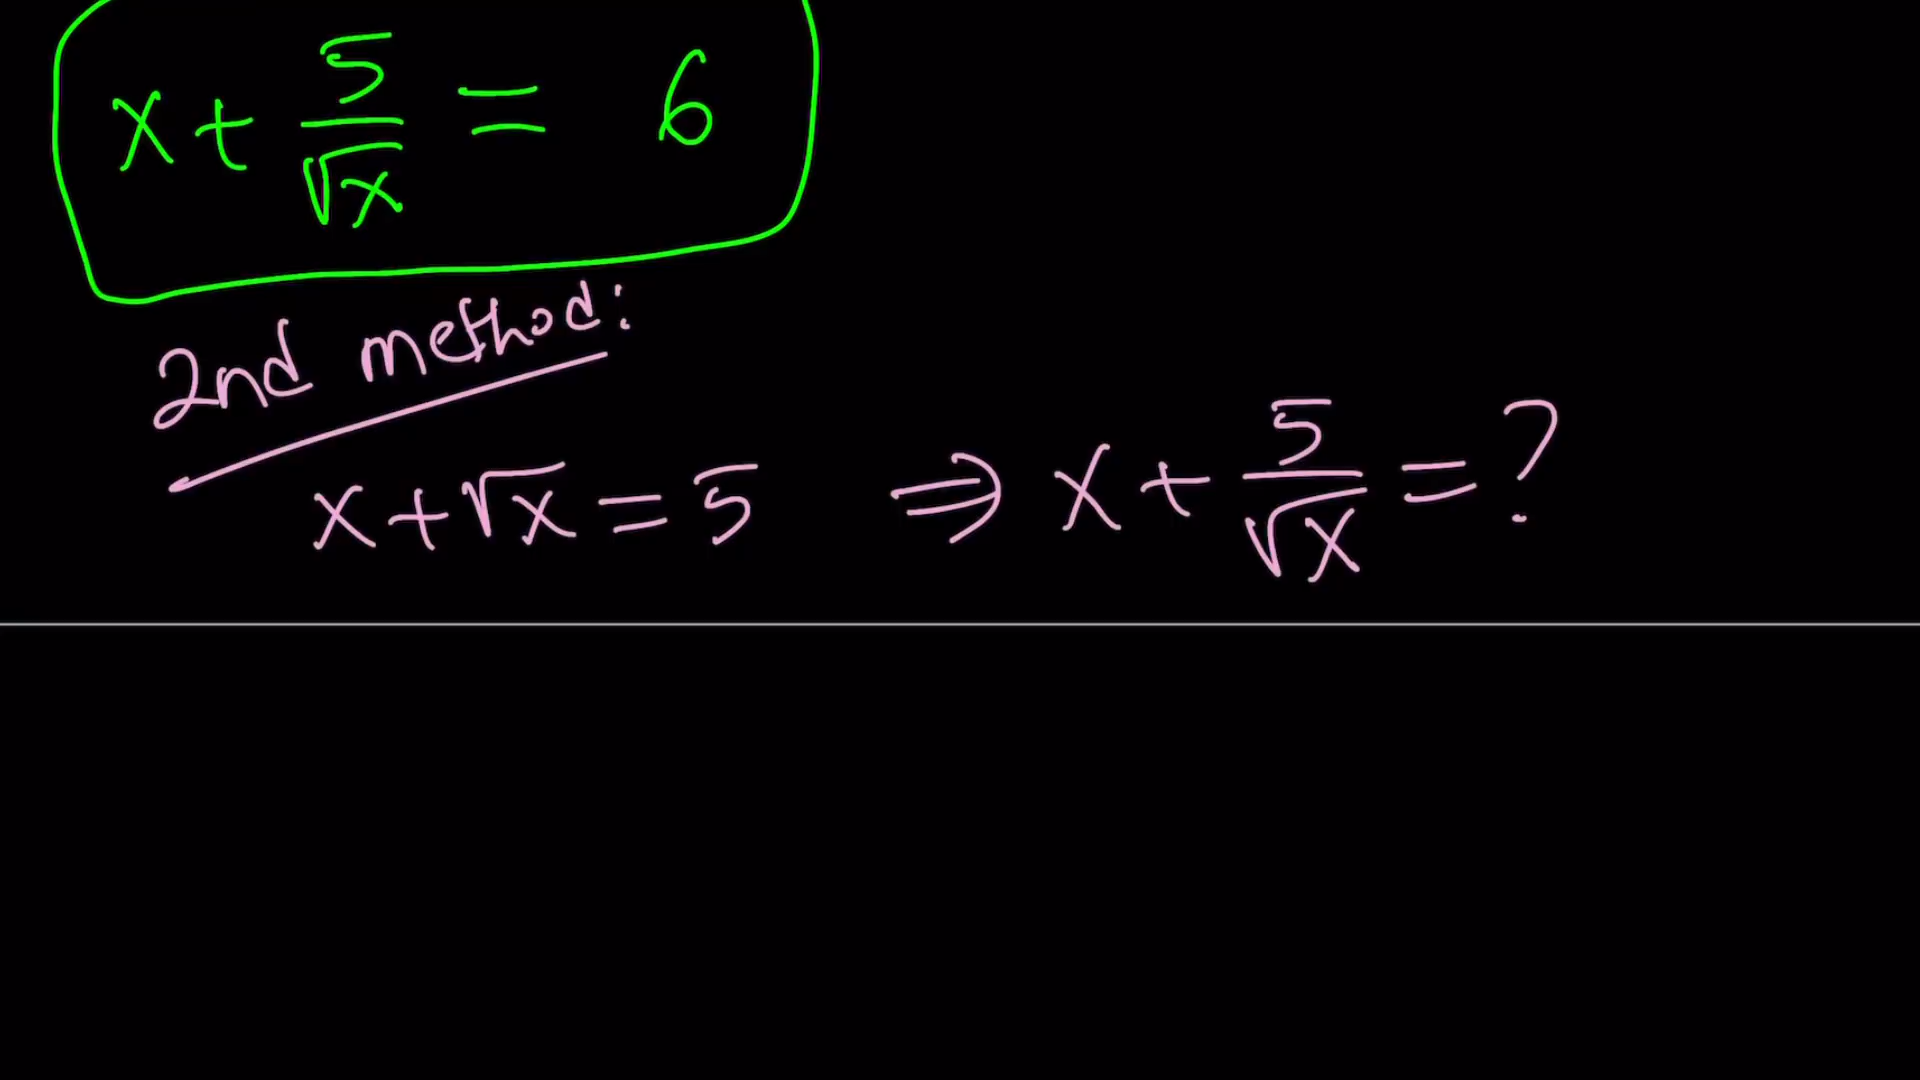 x + 5/√x = 6
2nd method:
x + √x = 5 ⇒ x + 5/√x = ?